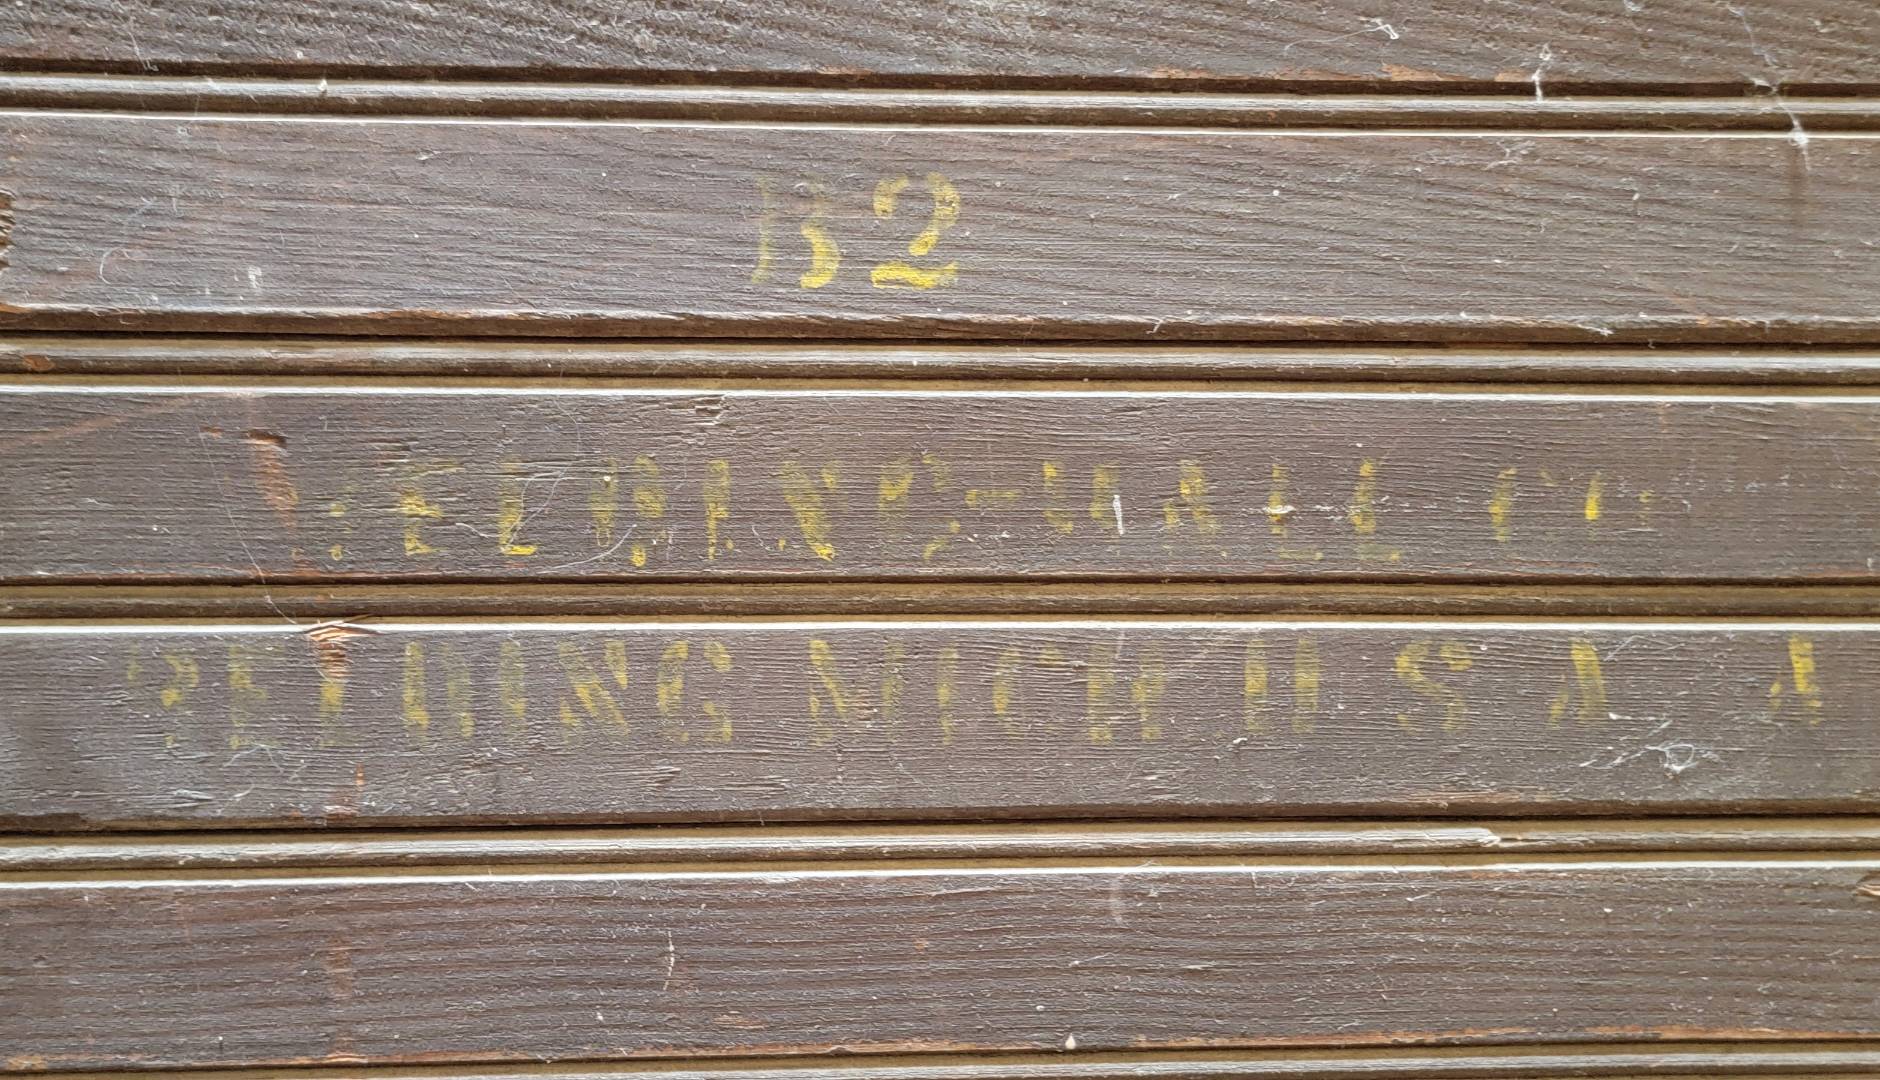 B2
BELDING-HALL CO
BELDING MICH U S A